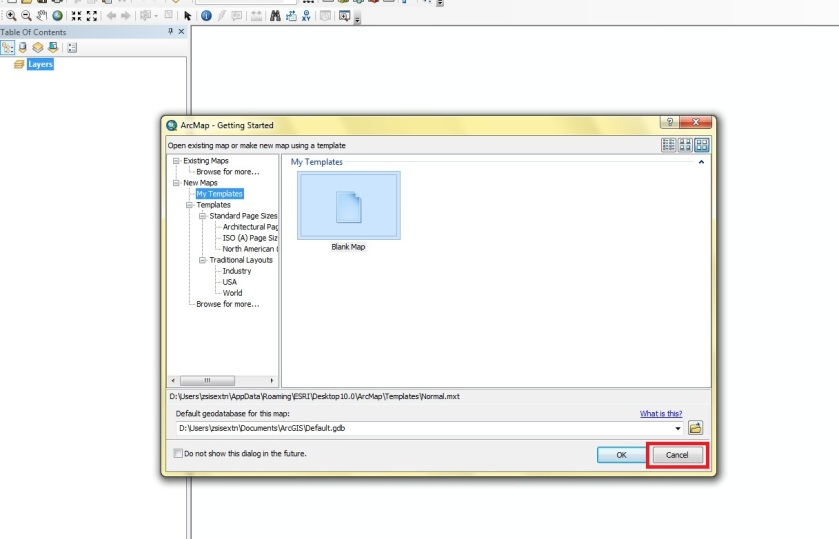 Table Of Contents
Layers
ArcMap - Getting Started
Open existing map or make new map using a template
Existing Maps
Browse for more...
New Maps
My Templates
Templates
Standard Page Sizes
Architectural Pag
ISO (A) Page Siz
North American (
Traditional Layouts
Industry
USA
World
Browse for more...
My Templates
Blank Map
D:\Users\zsisextn\AppData\Roaming\ESRI\Desktop10.0\ArcMap\Templates\Normal.mxt
Default geodatabase for this map:
What is this?
D:\Users\zsisextn\Documents\ArcGIS\Default.gdb
Do not show this dialog in the future.
OK
Cancel